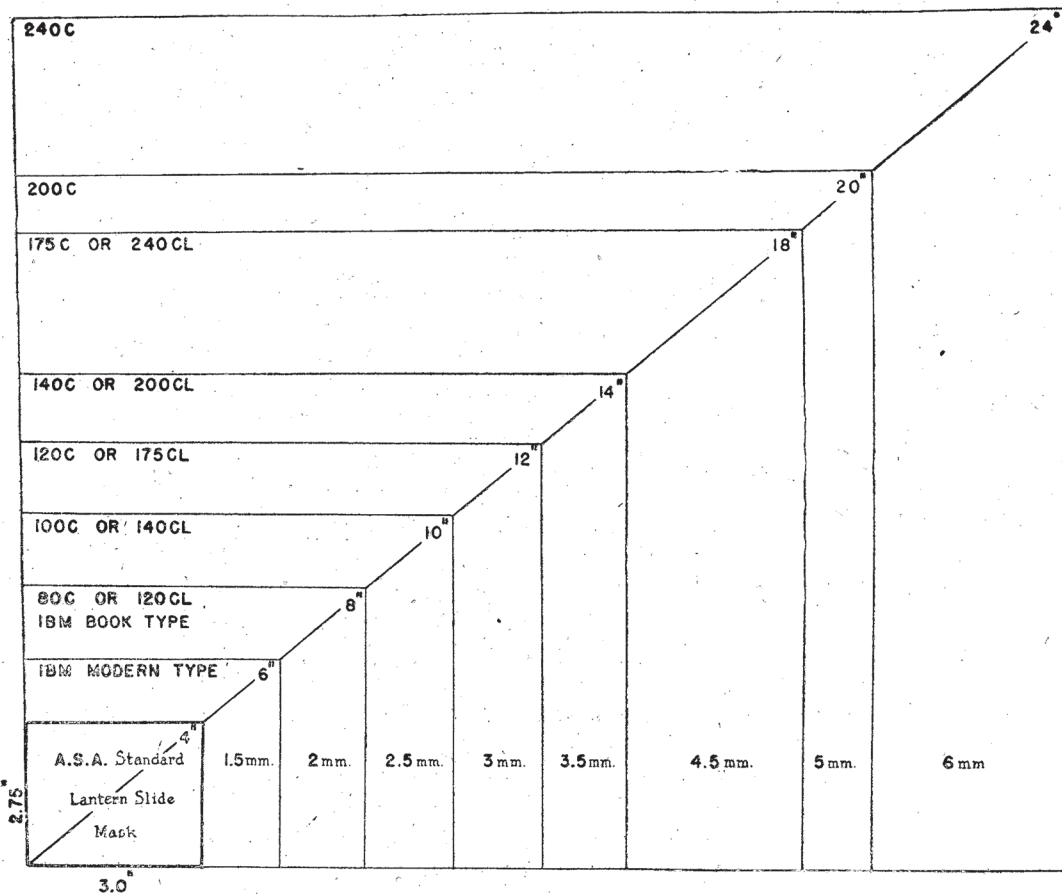 240C
24"
200C
20"
175C OR 240CL
18"
140C OR 200CL
14"
120C OR 175CL
12"
100C OR 140CL
10"
80C OR 120CL
8"
IBM BOOK TYPE
IBM MODERN TYPE
6"
4"
A.S.A. Standard
Lantern Slide
Mask
1.5mm.
2mm.
2.5mm.
3mm.
3.5mm.
4.5mm.
5mm.
6mm
2.75"
3.0"